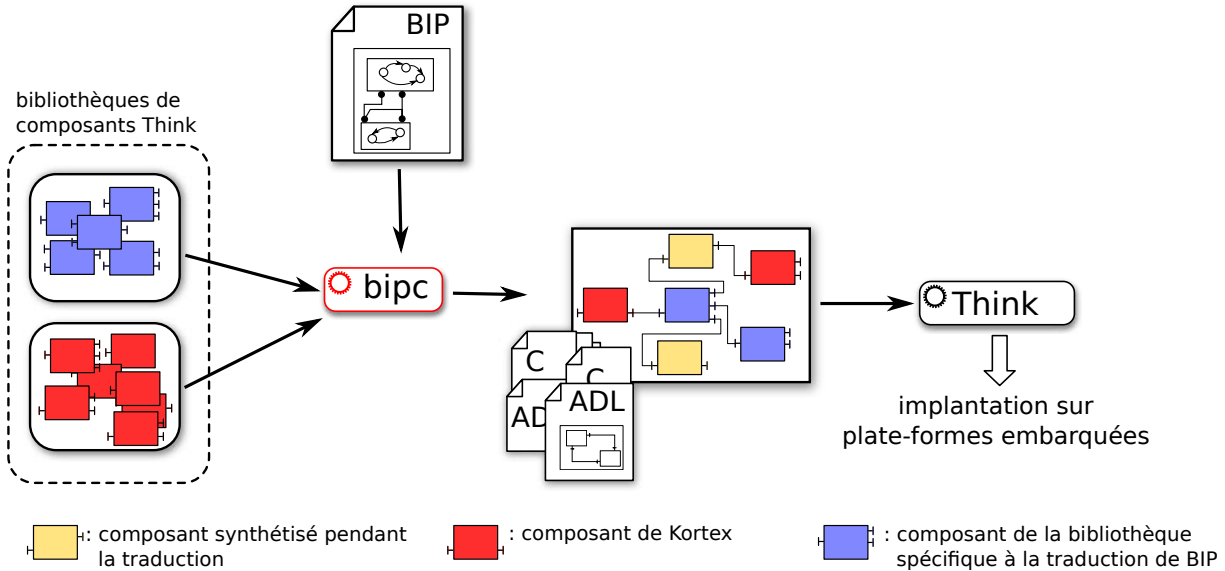 BIP
bibliothèques de
composants Think
bipc
Think
C
C
AD
ADL
implantation sur
plate-formes embarquées
: composant synthétisé pendant
la traduction
: composant de Kortex
: composant de la bibliothèque
spécifique à la traduction de BIP